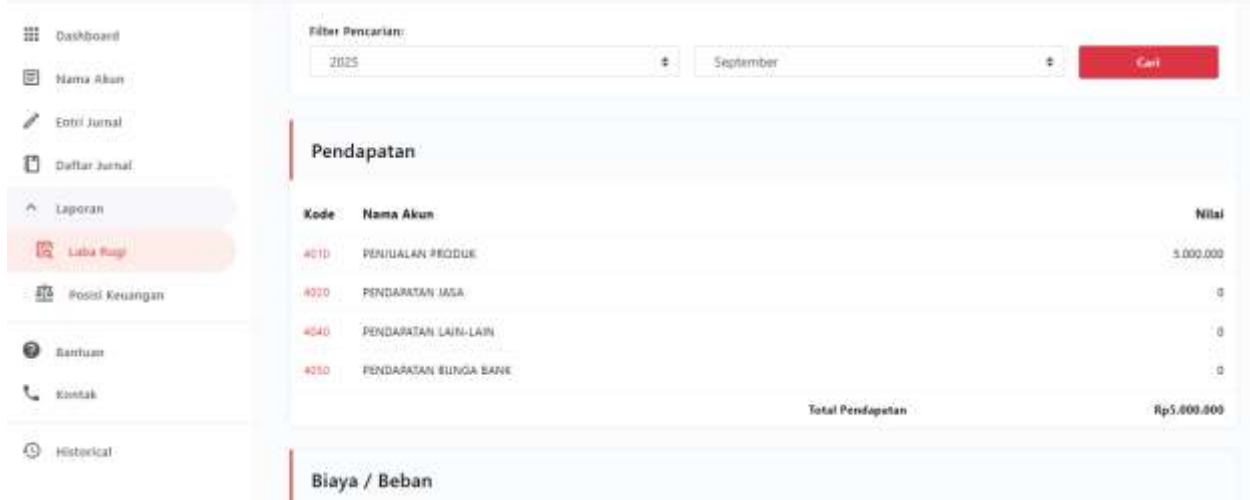 Dashboard
Nama Akun
Entri Jurnal
Daftar Jurnal
Laporan
Laba Rugi
Posisi Keuangan
Bantuan
Kontak
Historical
Filter Pencarian:
2025 September Cari
Pendapatan
Kode Nama Akun Nilai
4010 PENJUALAN PRODUK 5.000.000
4020 PENDAPATAN JASA 0
4040 PENDAPATAN LAIN-LAIN 0
4050 PENDAPATAN BUNGA BANK 0
Total Pendapatan Rp5.000.000
Biaya / Beban